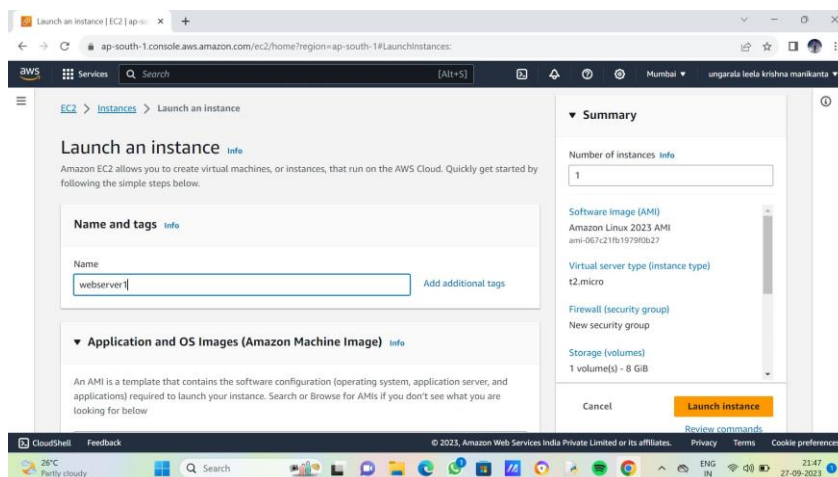 Launch an instance | EC2 | ap-so
ap-south-1.console.aws.amazon.com/ec2/home?region=ap-south-1#LaunchInstances:
aws
Services
Search
[Alt+S]
Mumbai
ungarala leela krishna manikanta
EC2 > Instances > Launch an instance
Launch an instance Info
Amazon EC2 allows you to create virtual machines, or instances, that run on the AWS Cloud. Quickly get started by
following the simple steps below.
Name and tags Info
Name
webserver1
Add additional tags
Application and OS Images (Amazon Machine Image) Info
An AMI is a template that contains the software configuration (operating system, application server, and
applications) required to launch your instance. Search or Browse for AMIs if you don't see what you are
looking for below
Summary
Number of instances Info
1
Software Image (AMI)
Amazon Linux 2023 AMI
ami-067c21fb1979f0b27
Virtual server type (instance type)
t2.micro
Firewall (security group)
New security group
Storage (volumes)
1 volume(s) - 8 GiB
Cancel
Launch instance
Review commands
CloudShell
Feedback
© 2023, Amazon Web Services India Private Limited or its affiliates.
Privacy
Terms
Cookie preferences
26°C
Partly cloudy
Search
ENG
IN
21:47
27-09-2023